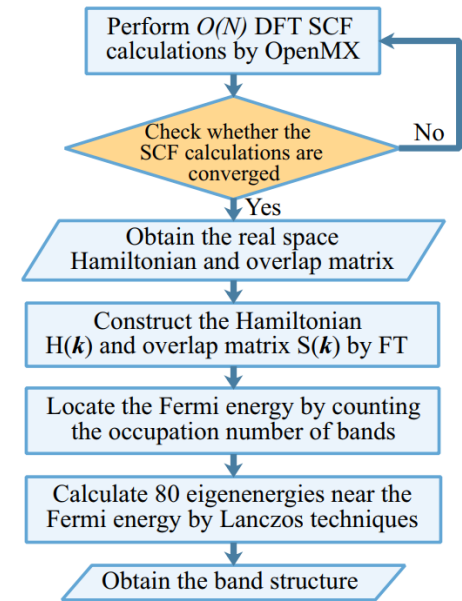 Perform O(N) DFT SCF
calculations by OpenMX
Check whether the
SCF calculations are
converged
No
Yes
Obtain the real space
Hamiltonian and overlap matrix
Construct the Hamiltonian
H(k) and overlap matrix S(k) by FT
Locate the Fermi energy by counting
the occupation number of bands
Calculate 80 eigenenergies near the
Fermi energy by Lanczos techniques
Obtain the band structure